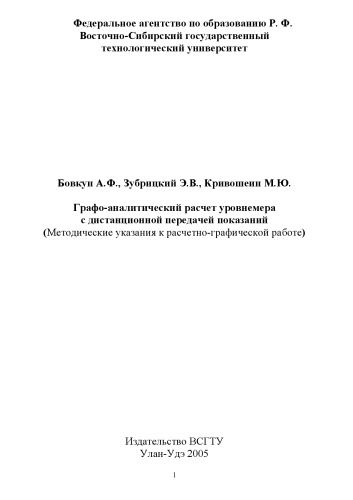 Федеральное агентство по образованию Р. Ф.
Восточно-Сибирский государственный
технологический университет
Бовкун А.Ф., Зубрицкий Э.В., Кривошеин М.Ю.
Графо-аналитический расчет уровнемера
с дистанционной передачей показаний
(Методические указания к расчетно-графической работе)
Издательство ВСГТУ
Улан-Удэ 2005
1